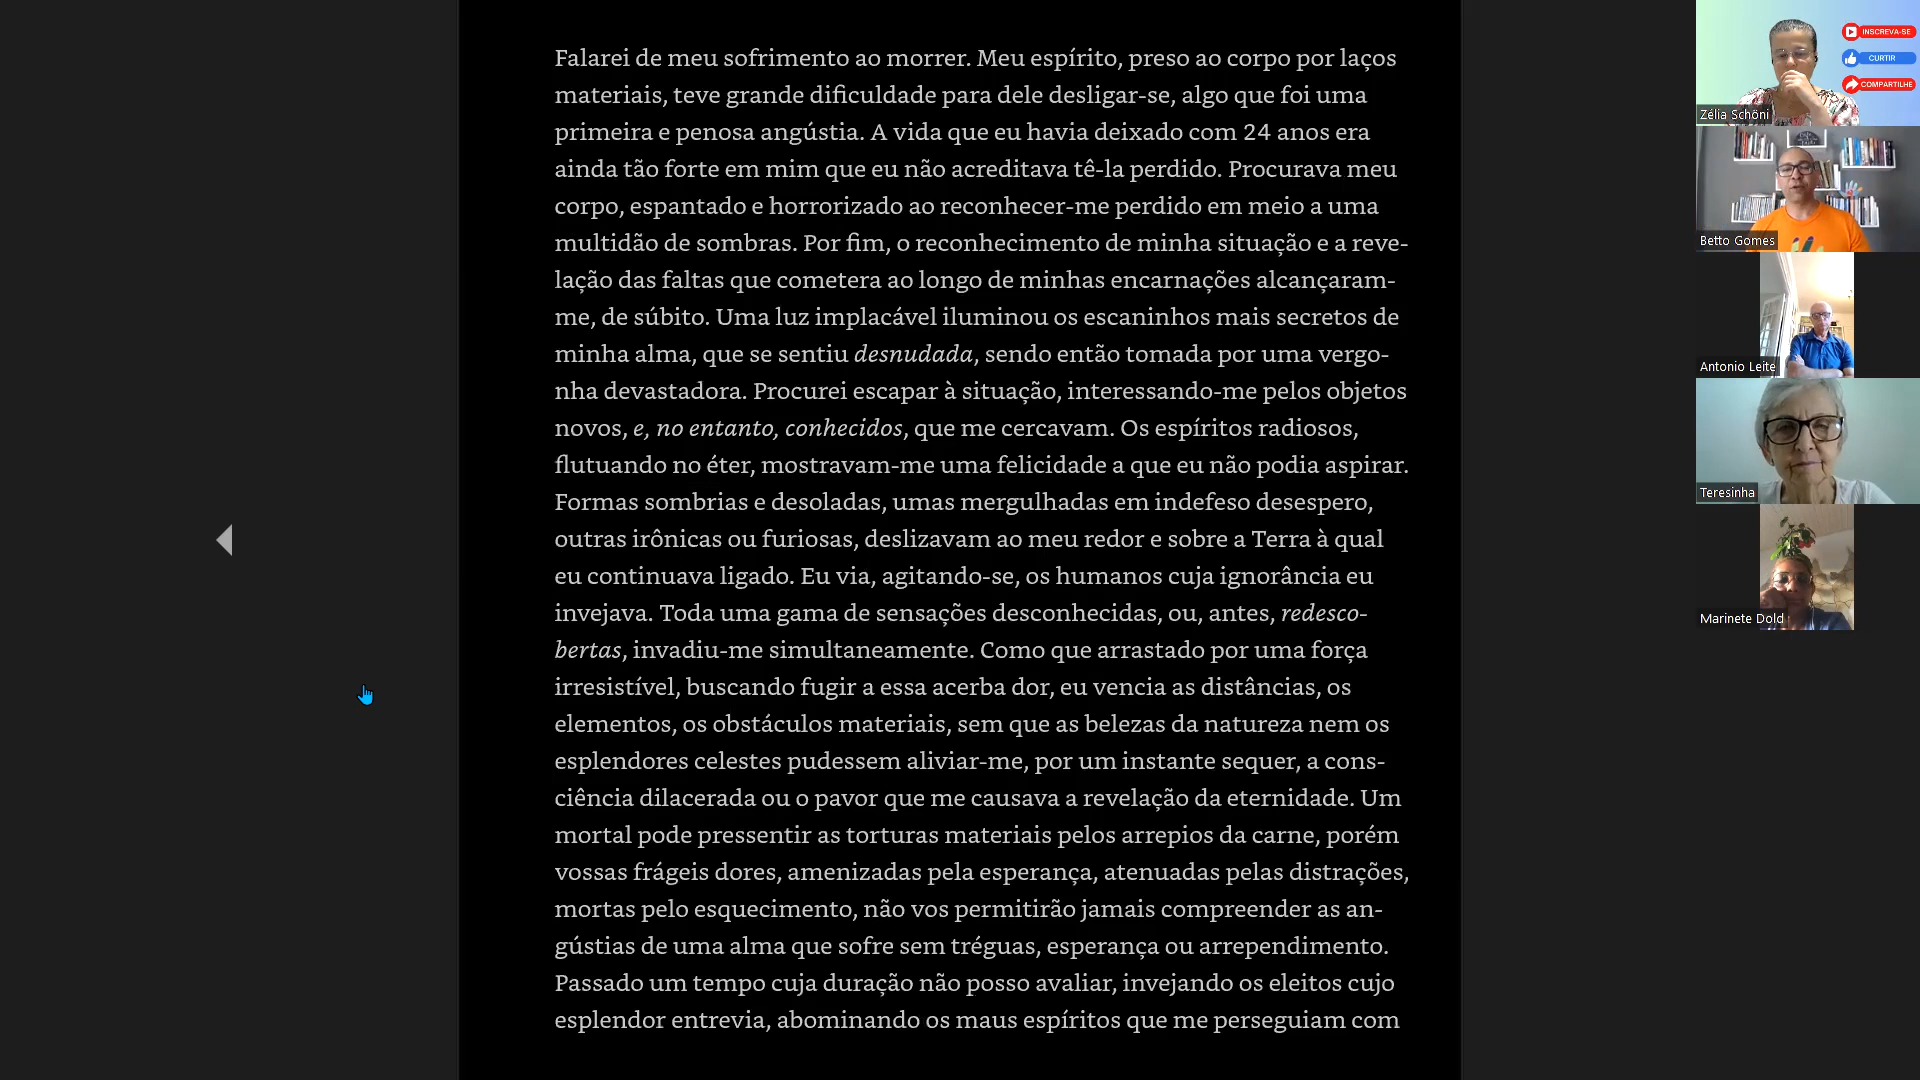 Falarei de meu sofrimento ao morrer. Meu espírito, preso ao corpo por laços
materiais, teve grande dificuldade para dele desligar-se, algo que foi uma
primeira e penosa angústia. A vida que eu havia deixado com 24 anos era
ainda tão forte em mim que eu não acreditava tê-la perdido. Procurava meu
corpo, espantado e horrorizado ao reconhecer-me perdido em meio a uma
multidão de sombras. Por fim, o reconhecimento de minha situação e a reve-
lação das faltas que cometera ao longo de minhas encarnações alcançaram-
me, de súbito. Uma luz implacável iluminou os escaninhos mais secretos de
minha alma, que se sentiu desnudada, sendo então tomada por uma vergo-
nha devastadora. Procurei escapar à situação, interessando-me pelos objetos
novos, e, no entanto, conhecidos, que me cercavam. Os espíritos radiosos,
flutuando no éter, mostravam-me uma felicidade a que eu não podia aspirar.
Formas sombrias e desoladas, umas mergulhadas em indefeso desespero,
outras irônicas ou furiosas, deslizavam ao meu redor e sobre a Terra à qual
eu continuava ligado. Eu via, agitando-se, os humanos cuja ignorância eu
invejava. Toda uma gama de sensações desconhecidas, ou, antes, redesco-
bertas, invadiu-me simultaneamente. Como que arrastado por uma força
irresistível, buscando fugir a essa acerba dor, eu vencia as distâncias, os
elementos, os obstáculos materiais, sem que as belezas da natureza nem os
esplendores celestes pudessem aliviar-me, por um instante sequer, a cons-
ciência dilacerada ou o pavor que me causava a revelação da eternidade. Um
mortal pode pressentir as torturas materiais pelos arrepios da carne, porém
vossas frágeis dores, amenizadas pela esperança, atenuadas pelas distrações,
mortas pelo esquecimento, não vos permitirão jamais compreender as an-
gústias de uma alma que sofre sem tréguas, esperança ou arrependimento.
Passado um tempo cuja duração não posso avaliar, invejando os eleitos cujo
esplendor entrevia, abominando os maus espíritos que me perseguiam com
INSCREVA-SE
CURTIR
COMPARTILHE
Zélia Schöni
Betto Gomes
Antonio Leite
Teresinha
Marinete Dold